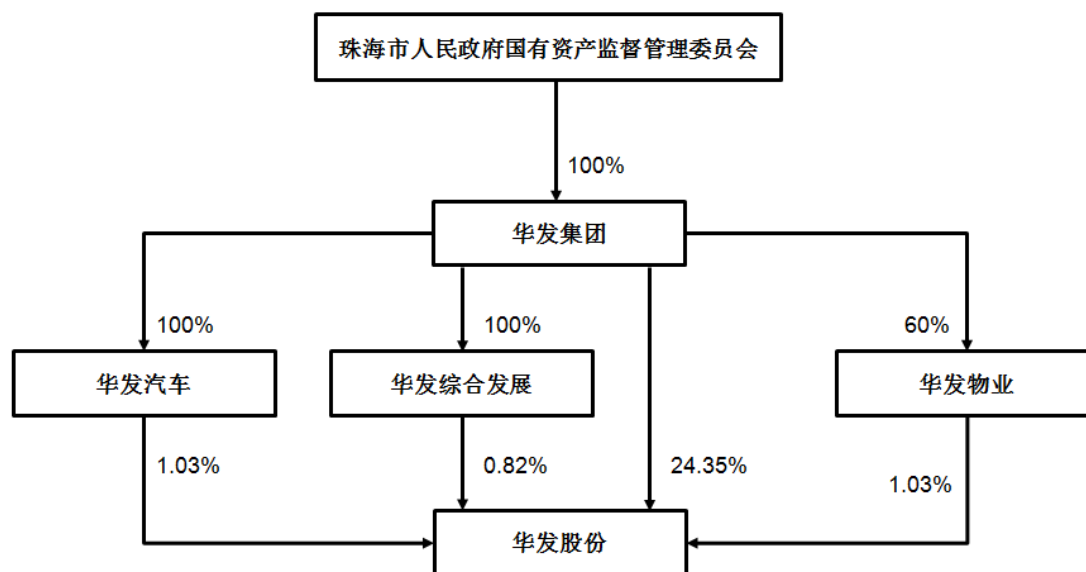 珠海市人民政府国有资产监督管理委员会
100%
华发集团
100%
100%
60%
华发汽车
华发综合发展
华发物业
1.03%
0.82%
24.35%
1.03%
华发股份